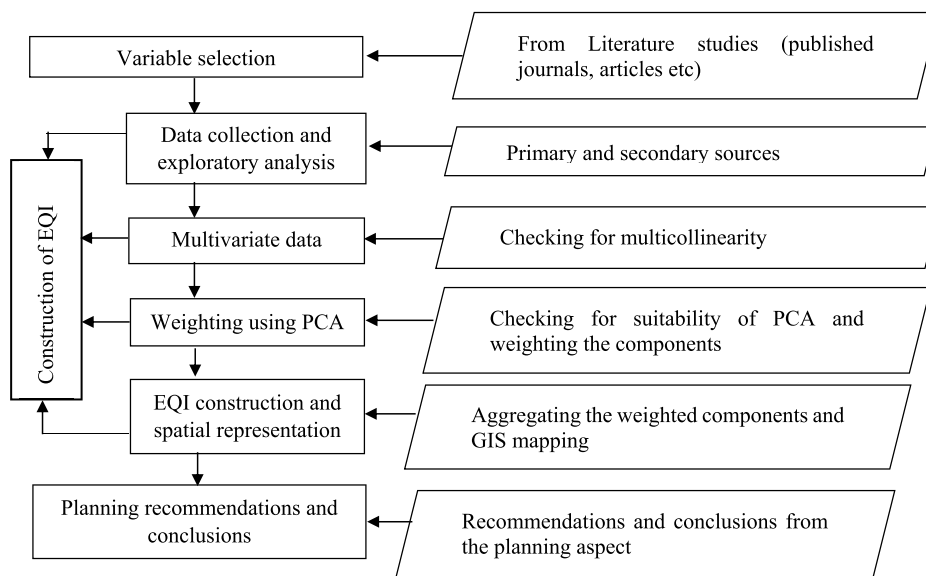 Variable selection
From Literature studies (published
journals, articles etc)
Data collection and
exploratory analysis
Primary and secondary sources
Construction of EQI
Multivariate data
Checking for multicollinearity
Weighting using PCA
Checking for suitability of PCA and
weighting the components
EQI construction and
spatial representation
Aggregating the weighted components and
GIS mapping
Planning recommendations and
conclusions
Recommendations and conclusions from
the planning aspect